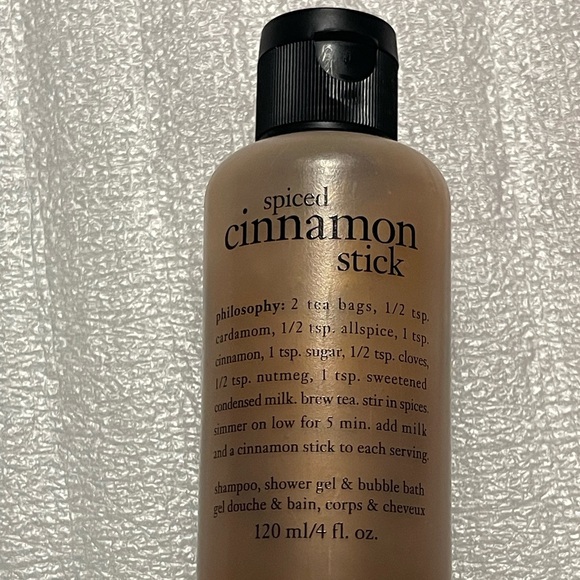 spiced
cinnamon
stick
philosophy: 2 tea bags, 1/2 tsp.
cardamom, 1/2 tsp. allspice, 1 tsp.
cinnamon, 1 tsp. sugar, 1/2 tsp. cloves,
1/2 tsp. nutmeg, 1 tsp. sweetened
condensed milk. brew tea. stir in spices.
simmer on low for 5 min. add milk
and a cinnamon stick to each serving.
shampoo, shower gel & bubble bath
gel douche & bain, corps & cheveux
120 ml/4 fl. oz.